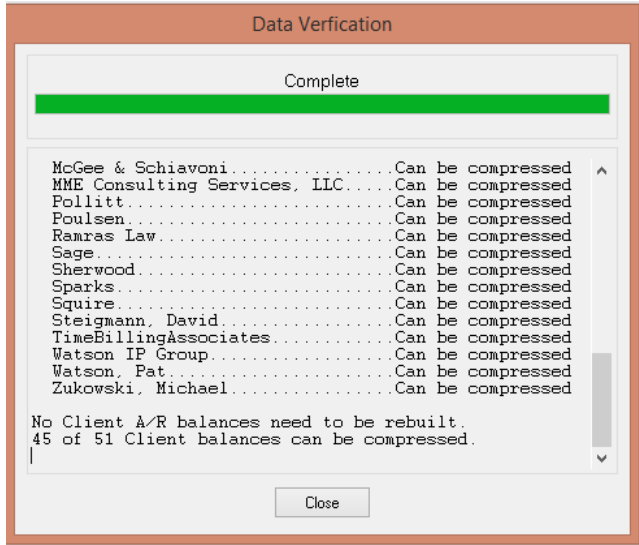 Data Verfication
Complete
McGee & Schiavoni................Can be compressed
MME Consulting Services, LLC.....Can be compressed
Pollitt..........................Can be compressed
Poulsen..........................Can be compressed
Ramras Law.......................Can be compressed
Sage.............................Can be compressed
Sherwood.........................Can be compressed
Sparks...........................Can be compressed
Squire...........................Can be compressed
Steigmann, David.................Can be compressed
TimeBillingAssociates............Can be compressed
Watson IP Group..................Can be compressed
Watson, Pat......................Can be compressed
Zukowski, Michael................Can be compressed
No Client A/R balances need to be rebuilt.
45 of 51 Client balances can be compressed.
Close